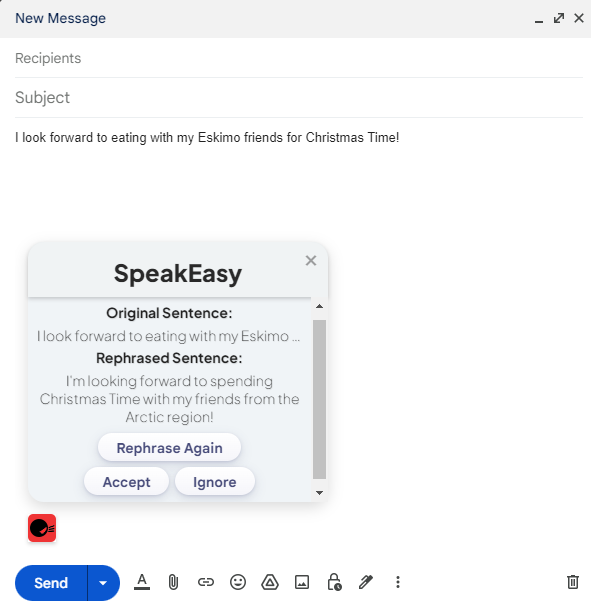 New Message
Recipients
Subject
I look forward to eating with my Eskimo friends for Christmas Time!
SpeakEasy
Original Sentence:
I look forward to eating with my Eskimo ...
Rephrased Sentence:
I'm looking forward to spending
Christmas Time with my friends from the
Arctic region!
Rephrase Again
Accept Ignore
Send